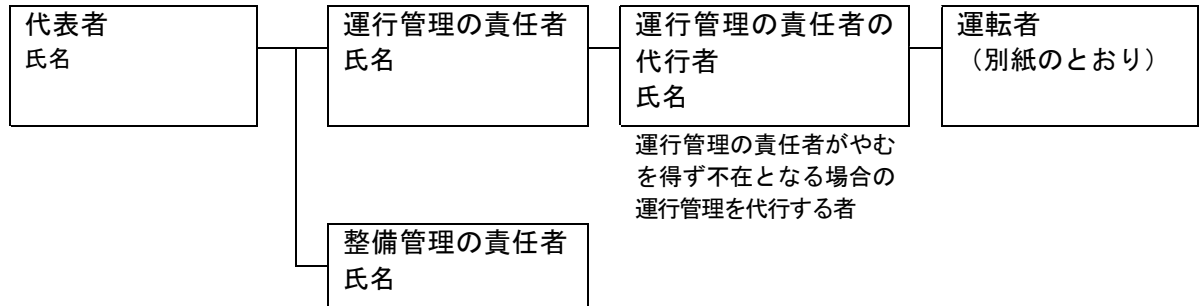 代表者
氏名
運行管理の責任者
氏名
運行管理の責任者の
代行者
氏名
運転者
（別紙のとおり）
運行管理の責任者がやむ
を得ず不在となる場合の
運行管理を代行する者
整備管理の責任者
氏名